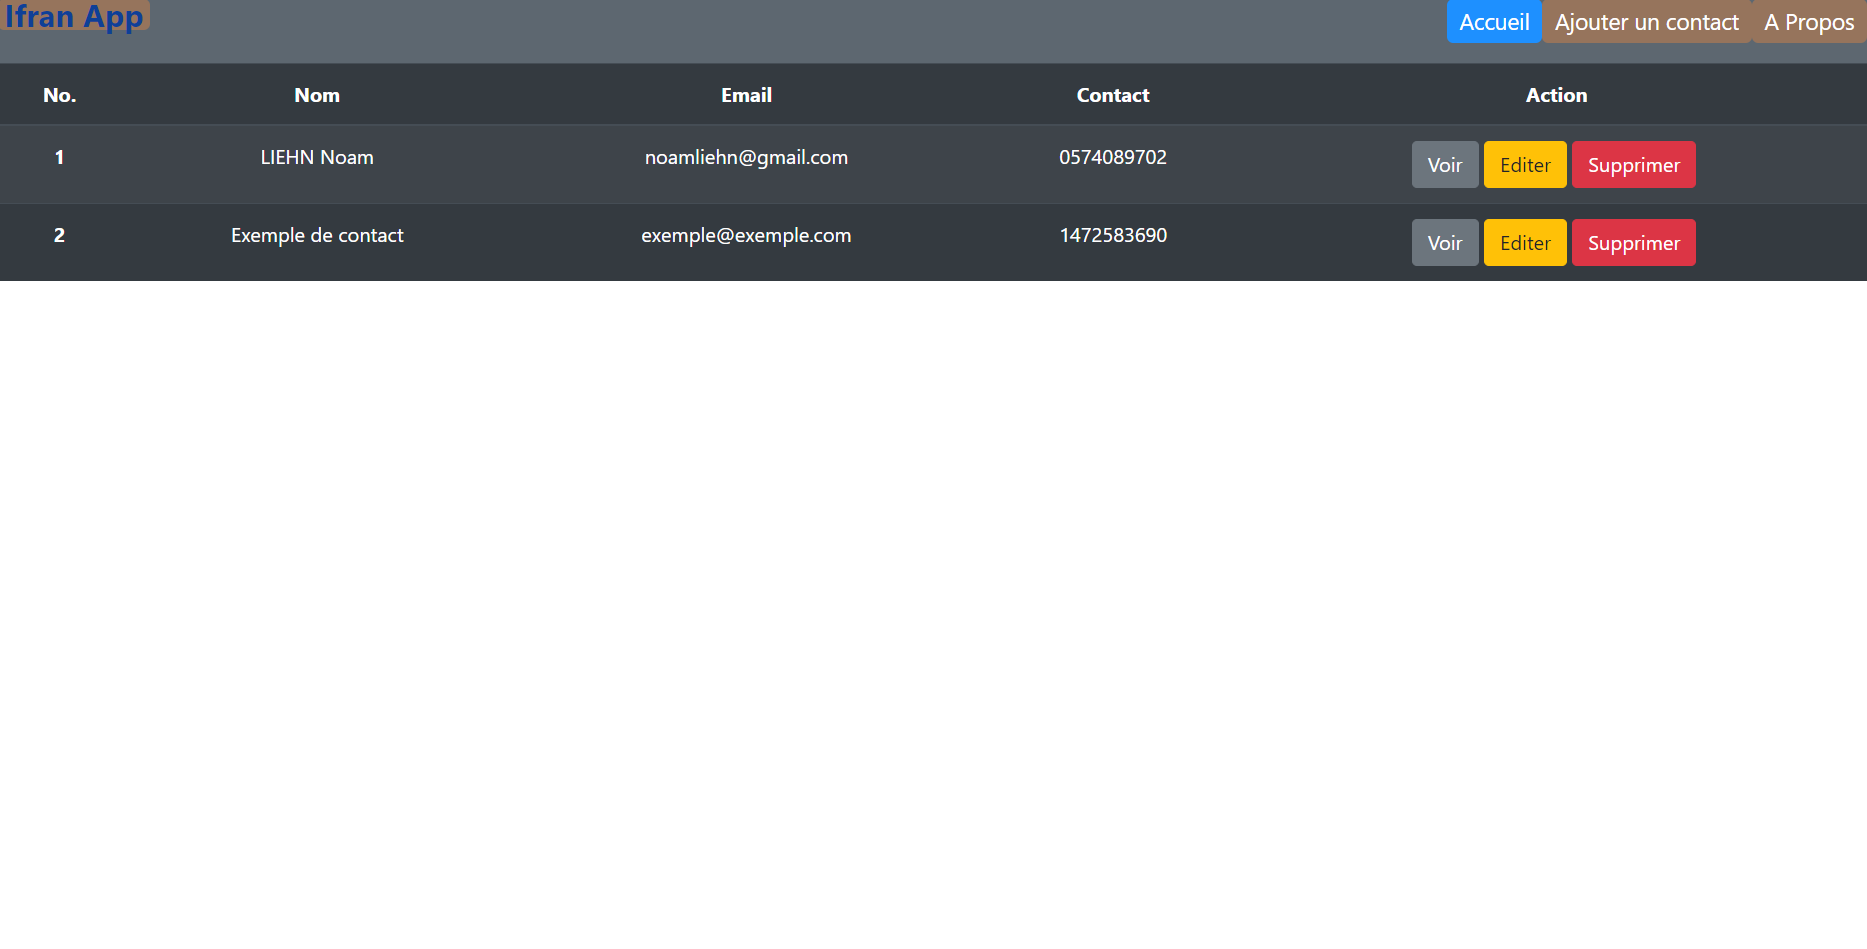 Ifran App Accueil Ajouter un contact A Propos
No. Nom Email Contact Action
1 LIEHN Noam noamliehn@gmail.com 0574089702 Voir Editer Supprimer
2 Exemple de contact exemple@exemple.com 1472583690 Voir Editer Supprimer